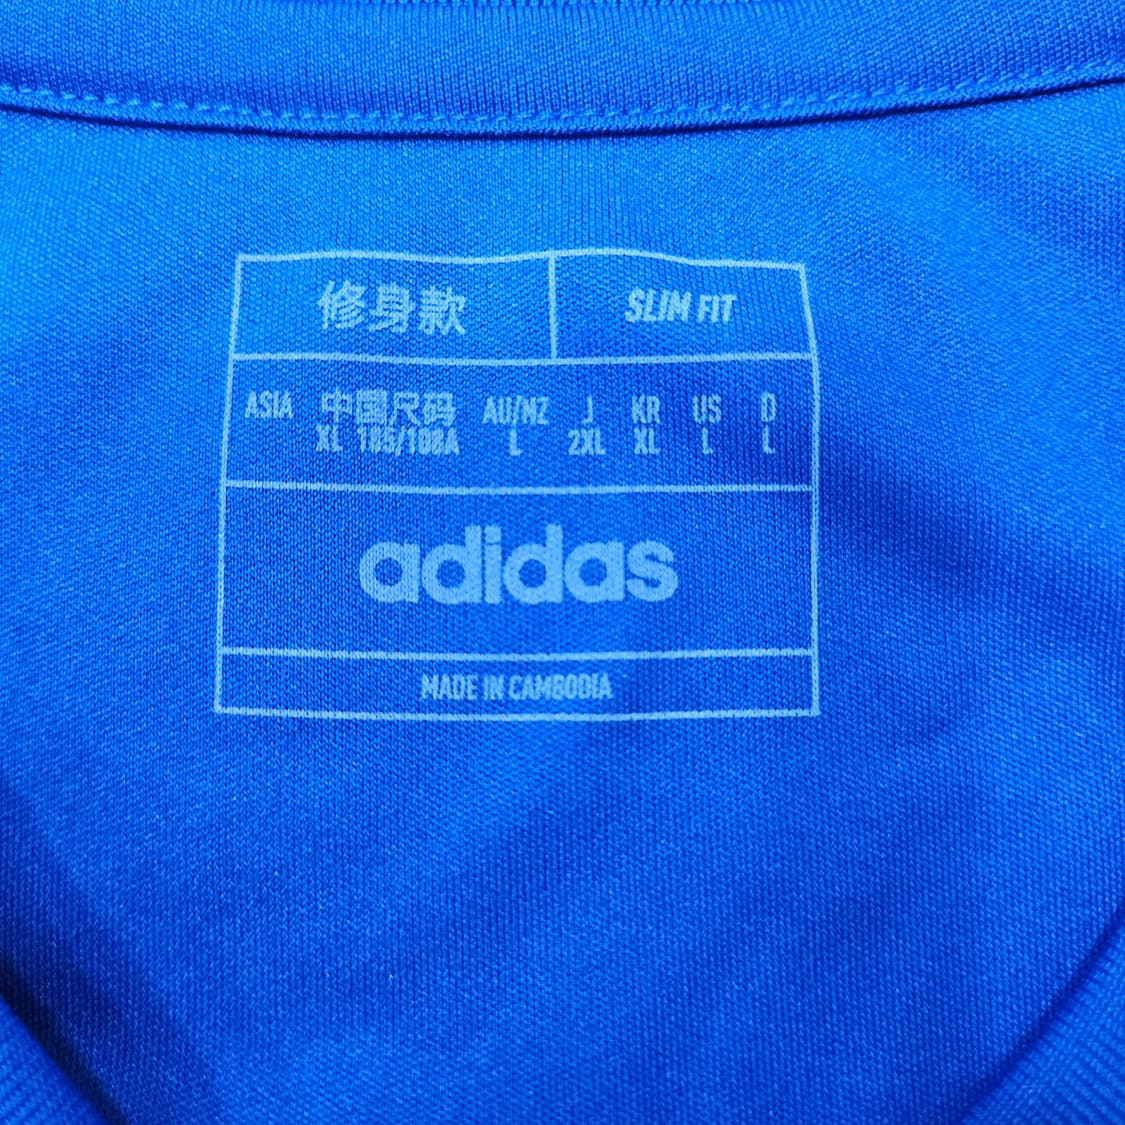 修身款 SLIM FIT
ASIA 中国尺码 AU/NZ J KR US D
XL 185/108A L 2XL XL L L
adidas
MADE IN CAMBODIA